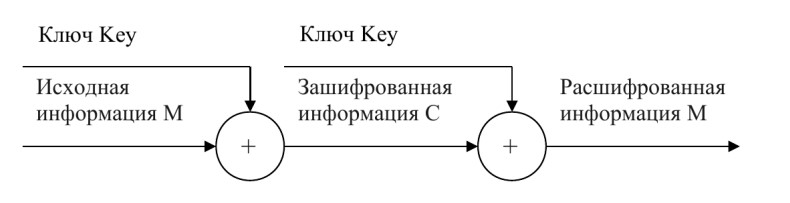 Ключ Key
Ключ Key
Исходная
информация М
Зашифрованная
информация С
Расшифрованная
информация М
+
+